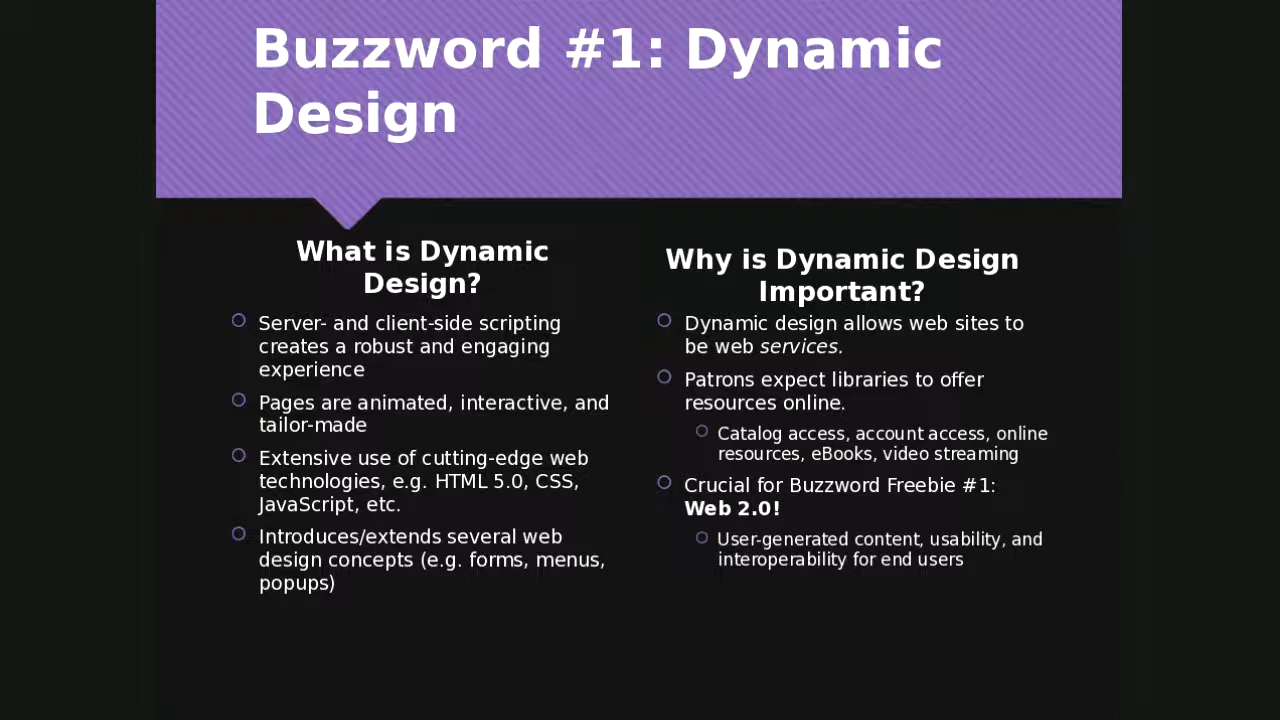 Buzzword #1: Dynamic
Design
What is Dynamic
Design?
Server- and client-side scripting
creates a robust and engaging
experience
Pages are animated, interactive, and
tailor-made
Extensive use of cutting-edge web
technologies, e.g. HTML 5.0, CSS,
JavaScript, etc.
Introduces/extends several web
design concepts (e.g. forms, menus,
popups)
Why is Dynamic Design
Important?
Dynamic design allows web sites to
be web services.
Patrons expect libraries to offer
resources online.
Catalog access, account access, online
resources, eBooks, video streaming
Crucial for Buzzword Freebie #1:
Web 2.0!
User-generated content, usability, and
interoperability for end users